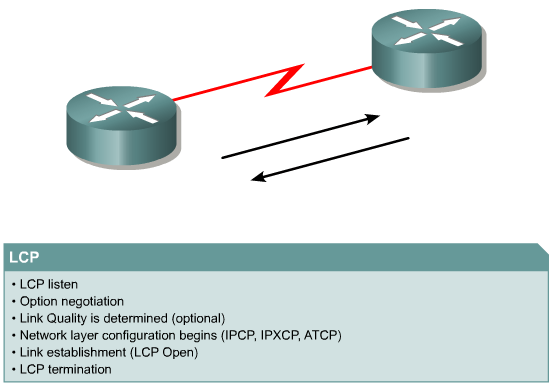 LCP
• LCP listen
• Option negotiation
• Link Quality is determined (optional)
• Network layer configuration begins (IPCP, IPXCP, ATCP)
• Link establishment (LCP Open)
• LCP termination